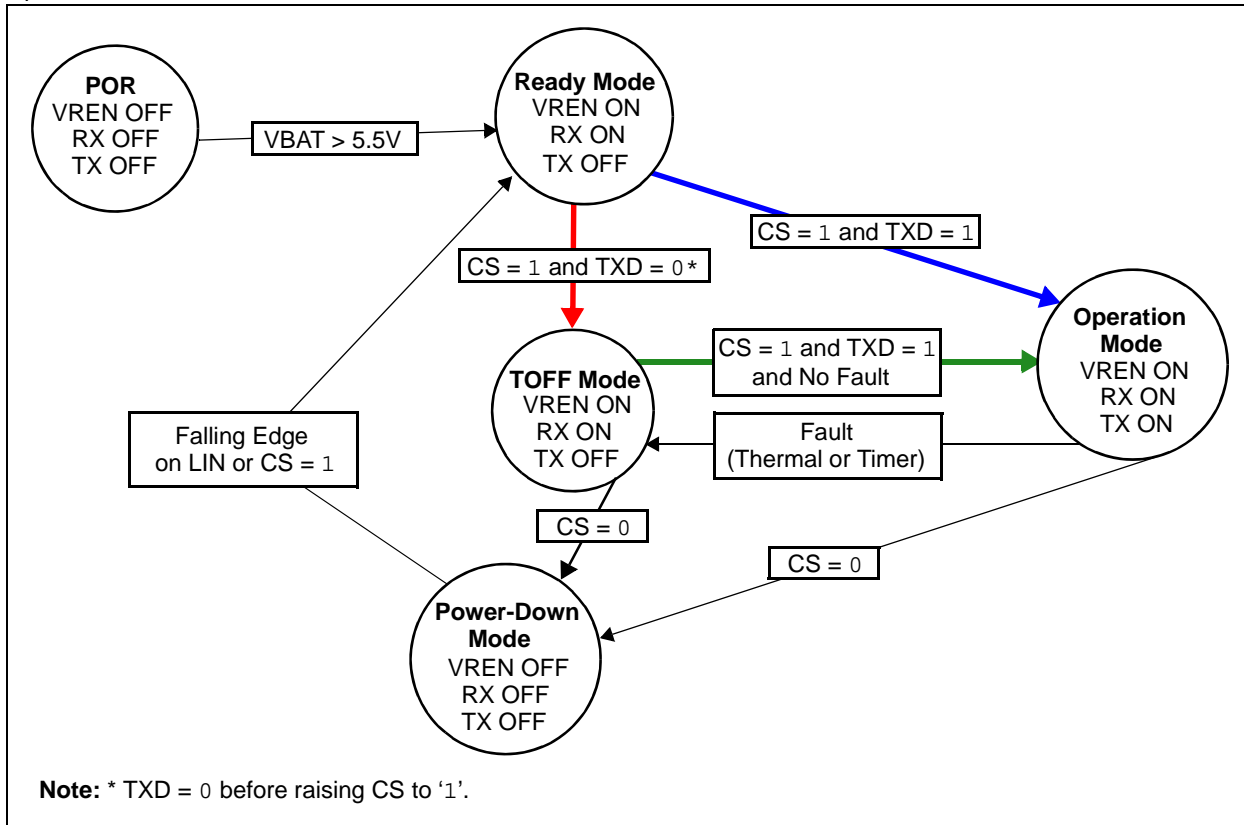 POR
VREN OFF
RX OFF
TX OFF
VBAT > 5.5V
Ready Mode
VREN ON
RX ON
TX OFF
CS = 1 and TXD = 1
CS = 1 and TXD = 0*
Operation
Mode
VREN ON
RX ON
TX ON
TOFF Mode
VREN ON
RX ON
TX OFF
CS = 1 and TXD = 1
and No Fault
Fault
(Thermal or Timer)
Falling Edge
on LIN or CS = 1
CS = 0
CS = 0
Power-Down
Mode
VREN OFF
RX OFF
TX OFF
Note: * TXD = 0 before raising CS to ‘1’.